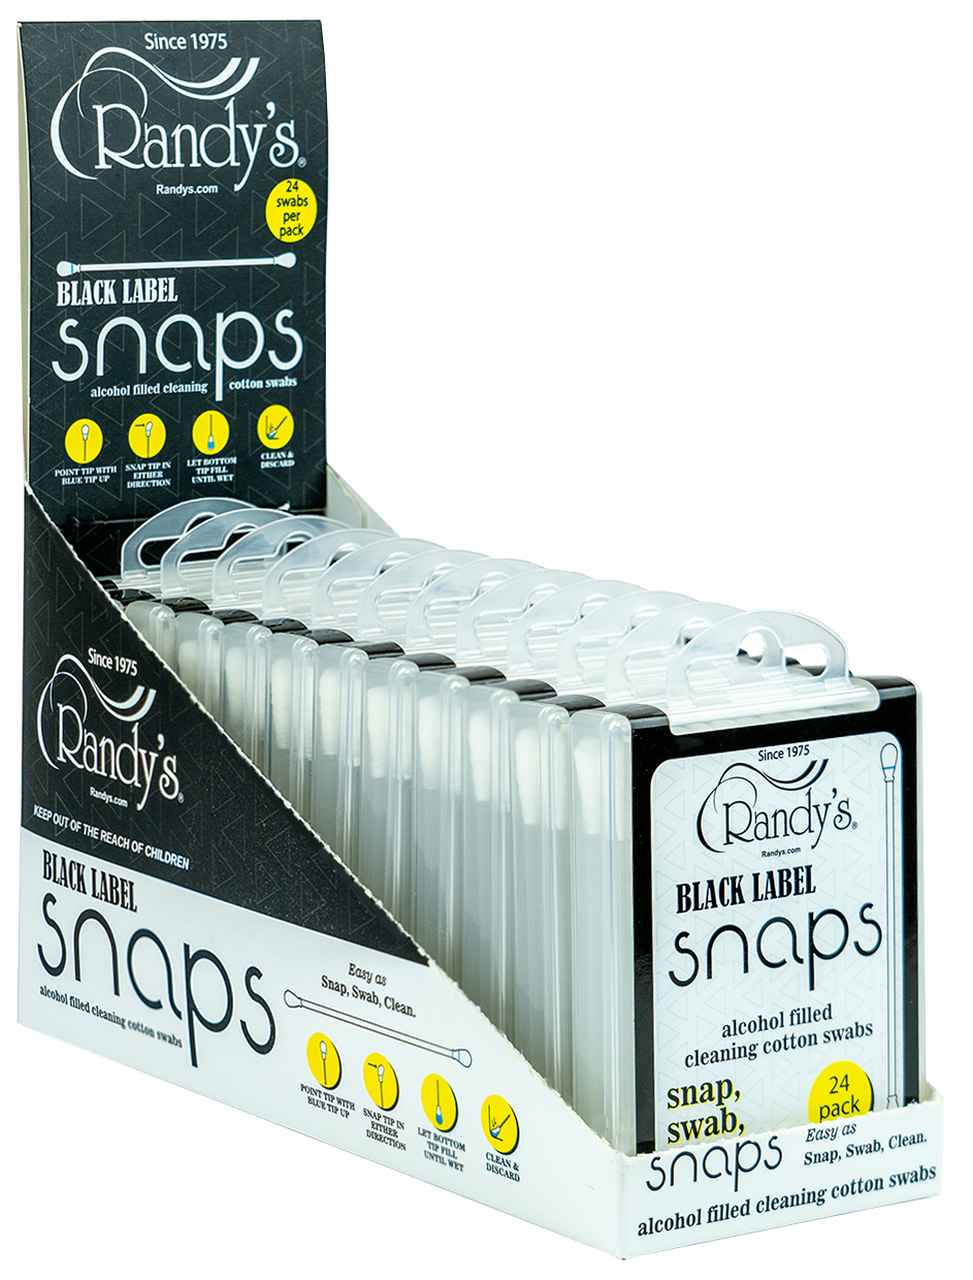 Since 1975
Randy's®
Randys.com
24
swabs
per
pack
BLACK LABEL
snaps
alcohol filled cleaning cotton swabs
POINT TIP WITH
BLUE TIP UP
SNAP TIP IN
EITHER
DIRECTION
LET BOTTOM
TIP FILL
UNTIL WET
CLEAN &
DISCARD
Since 1975
Randy's®
Randys.com
KEEP OUT OF THE REACH OF CHILDREN
BLACK LABEL
snaps
alcohol filled cleaning cotton swabs
Easy as
Snap, Swab, Clean.
POINT TIP WITH
BLUE TIP UP
SNAP TIP IN
EITHER
DIRECTION
LET BOTTOM
TIP FILL
UNTIL WET
CLEAN &
DISCARD
Since 1975
Randy's®
Randys.com
BLACK LABEL
snaps
alcohol filled
cleaning cotton swabs
snap,
swab,
24
pack
snaps
Easy as
Snap, Swab, Clean.
alcohol filled cleaning cotton swabs